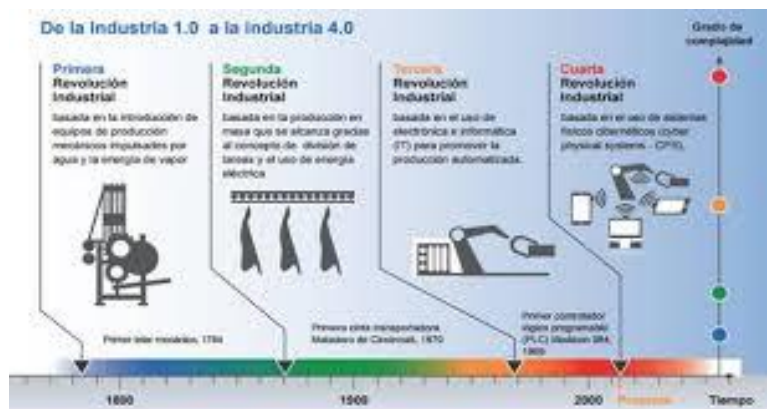 De la Industria 1.0 a la industria 4.0
Grado de
complejidad
Primera
Revolución
Industrial
basada en la introducción de
equipos de producción
mecánicos impulsados por
agua y la energía de vapor
Segunda
Revolución
Industrial
basada en la producción en
masa que se alcanza gracias
al concepto de división de
tareas y el uso de energía
eléctrica
Tercera
Revolución
Industrial
basada en el uso de
electrónica e informática
(IT) para promover la
producción automatizada.
Cuarta
Revolución
Industrial
basada en el uso de sistemas
físicos cibernéticos (cyber
physical systems - CPS).
Primer telar mecánico, 1784
Primera cinta transportadora
Matadero de Cincinati, 1870
Primer controlador
lógico programable
(PLC) Modicon 084,
1969
1800
1900
2000
Presente
Tiempo